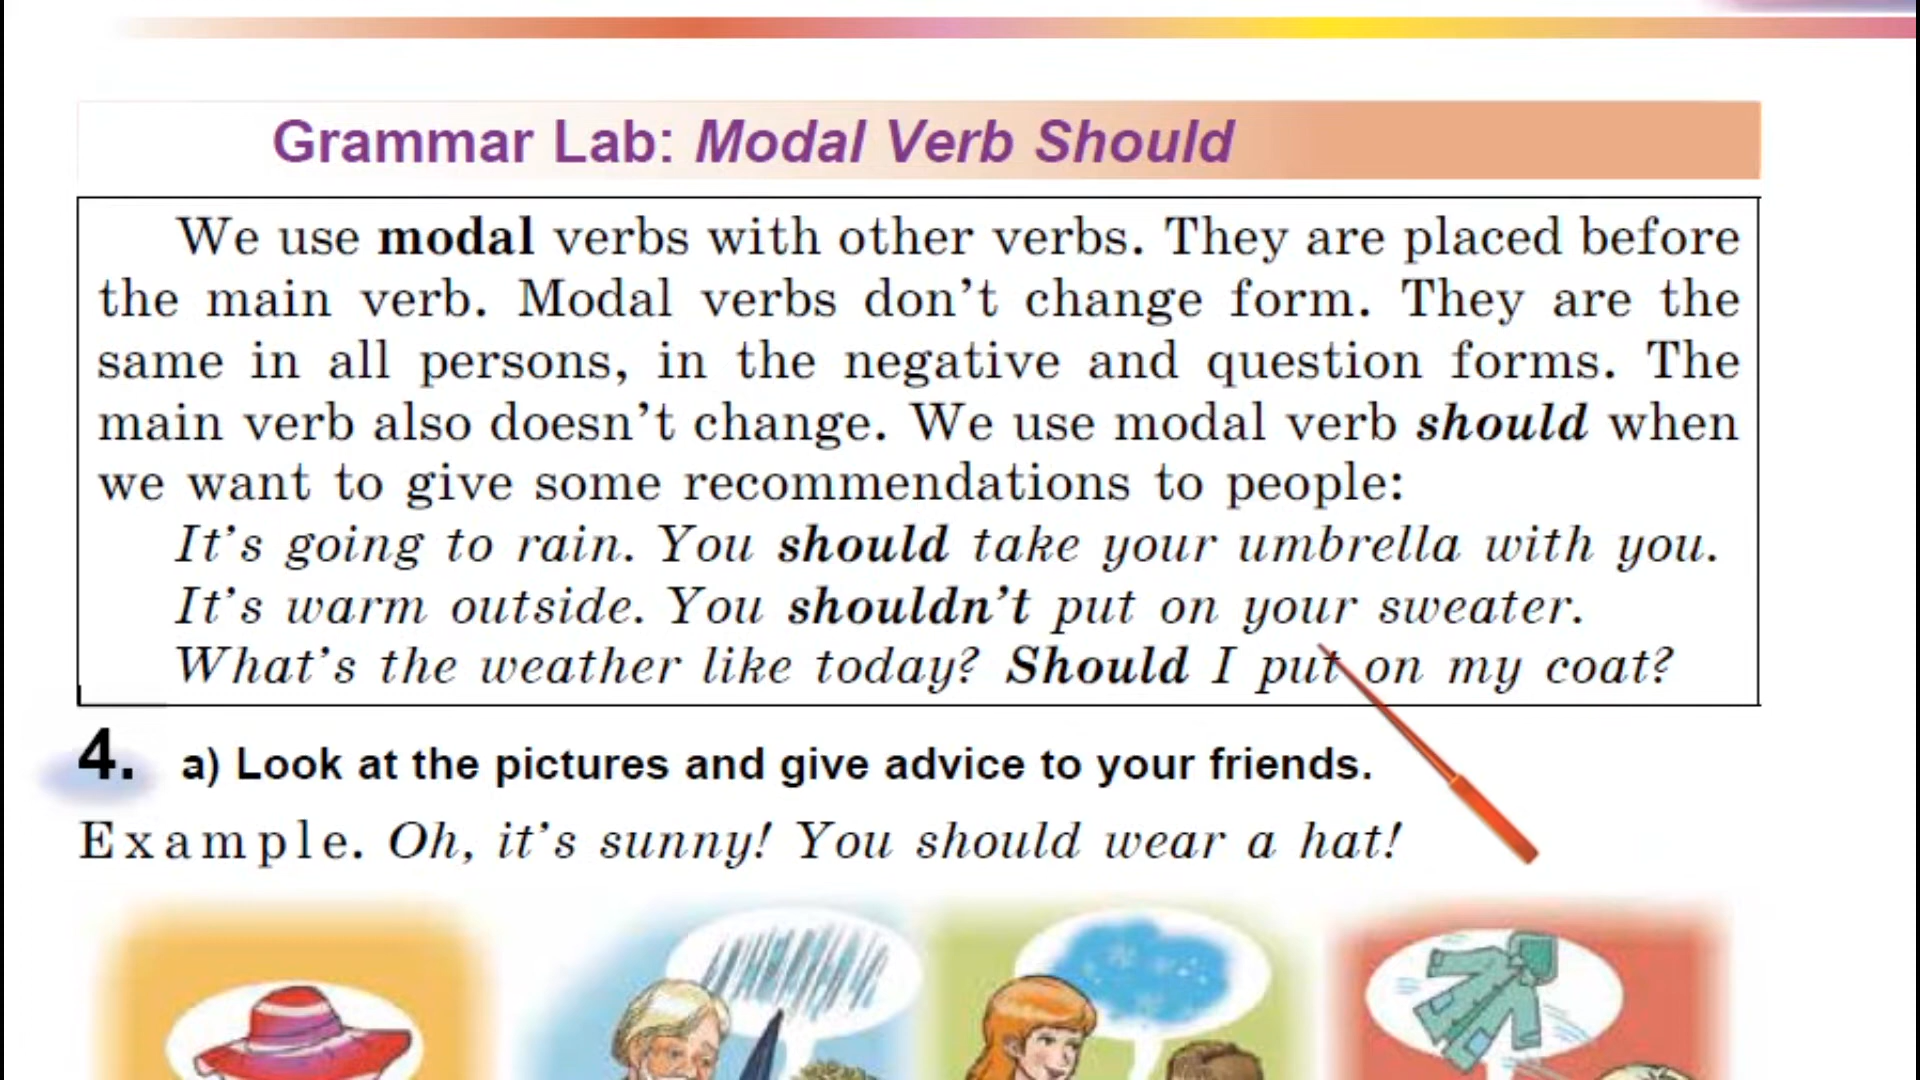 Grammar Lab: Modal Verb Should
We use modal verbs with other verbs. They are placed before
the main verb. Modal verbs don't change form. They are the
same in all persons, in the negative and question forms. The
main verb also doesn't change. We use modal verb should when
we want to give some recommendations to people:
It's going to rain. You should take your umbrella with you.
It's warm outside. You shouldn't put on your sweater.
What's the weather like today? Should I put on my coat?
4. a) Look at the pictures and give advice to your friends.
Example. Oh, it's sunny! You should wear a hat!